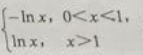 {-ln x, 0<x<1,
ln x, x>1